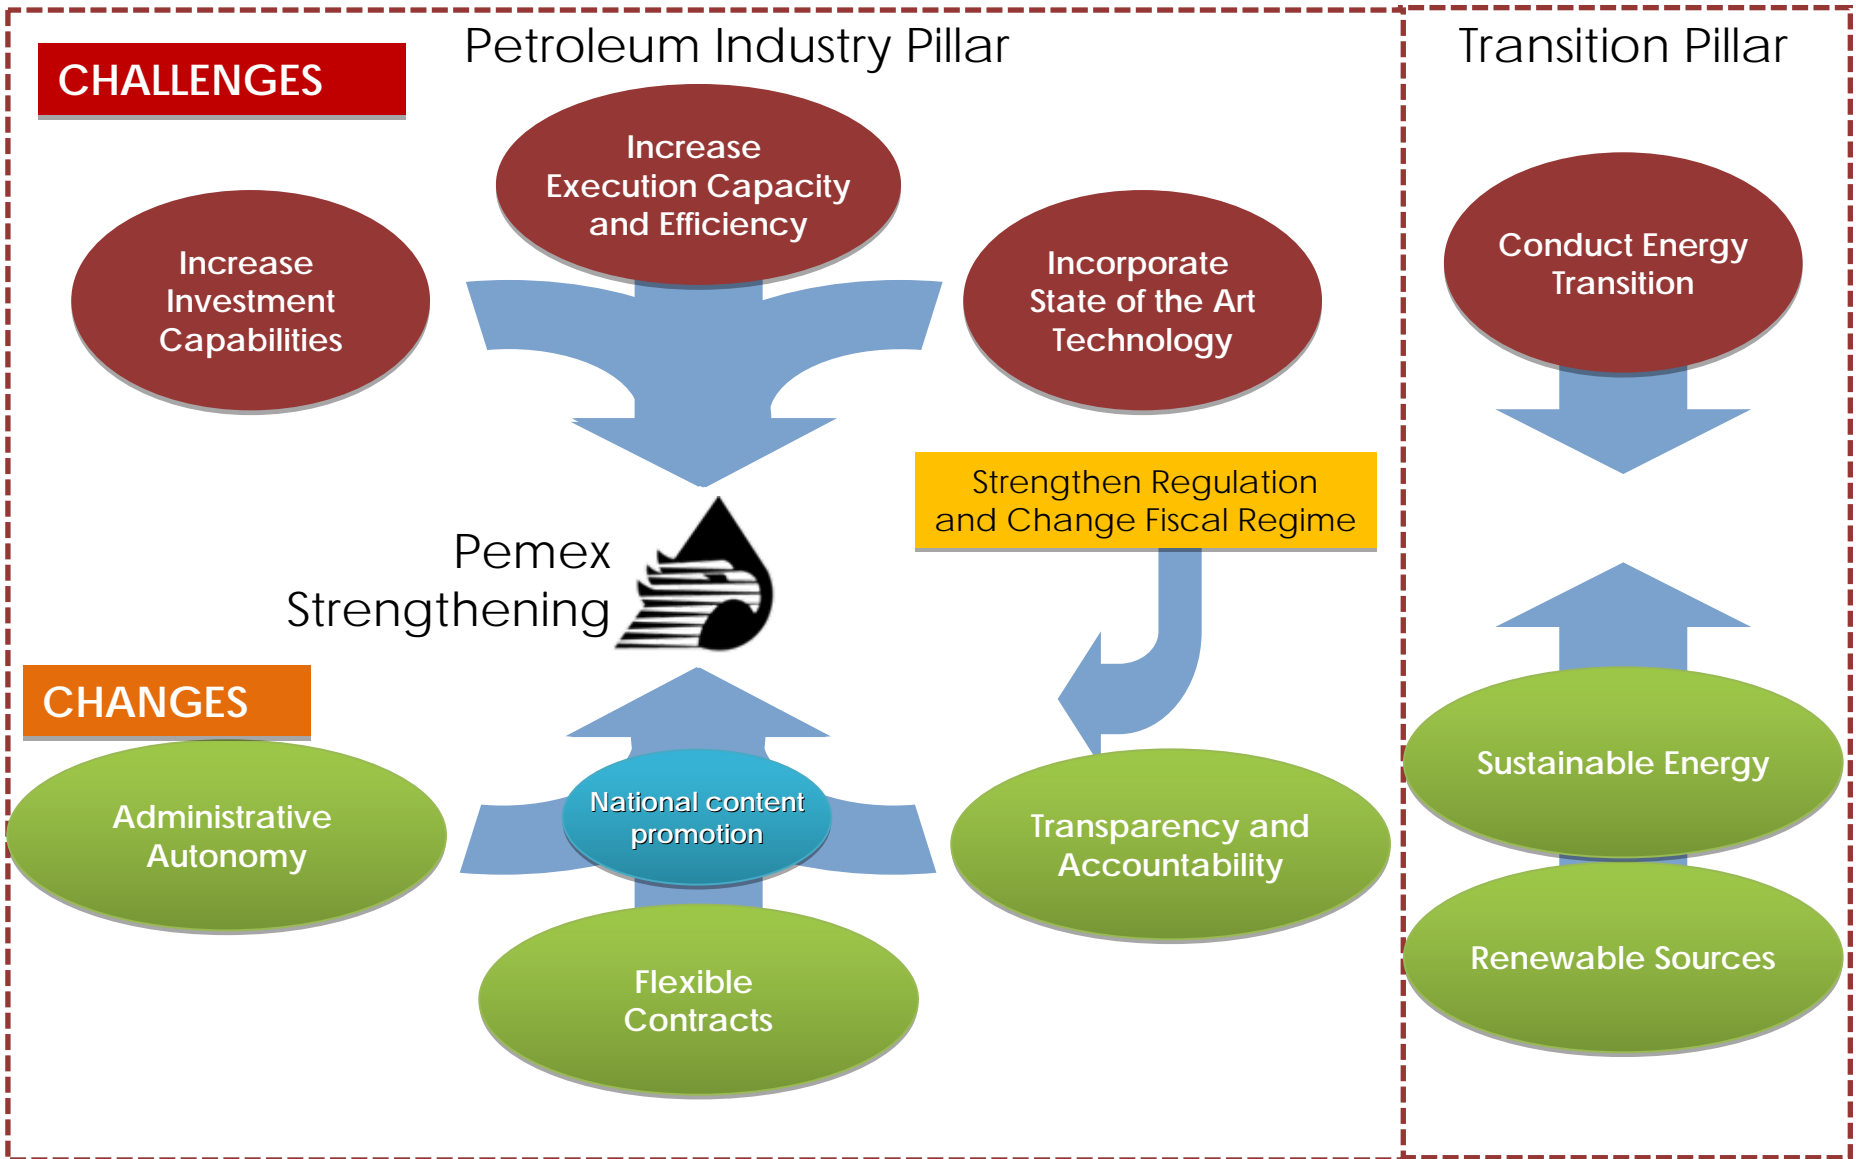 Petroleum Industry Pillar
Transition Pillar
CHALLENGES
Increase
Execution Capacity
and Efficiency
Increase
Investment
Capabilities
Incorporate
State of the Art
Technology
Conduct Energy
Transition
Strengthen Regulation
and Change Fiscal Regime
Pemex
Strengthening
CHANGES
Administrative
Autonomy
National content
promotion
Transparency and
Accountability
Flexible
Contracts
Sustainable Energy
Renewable Sources